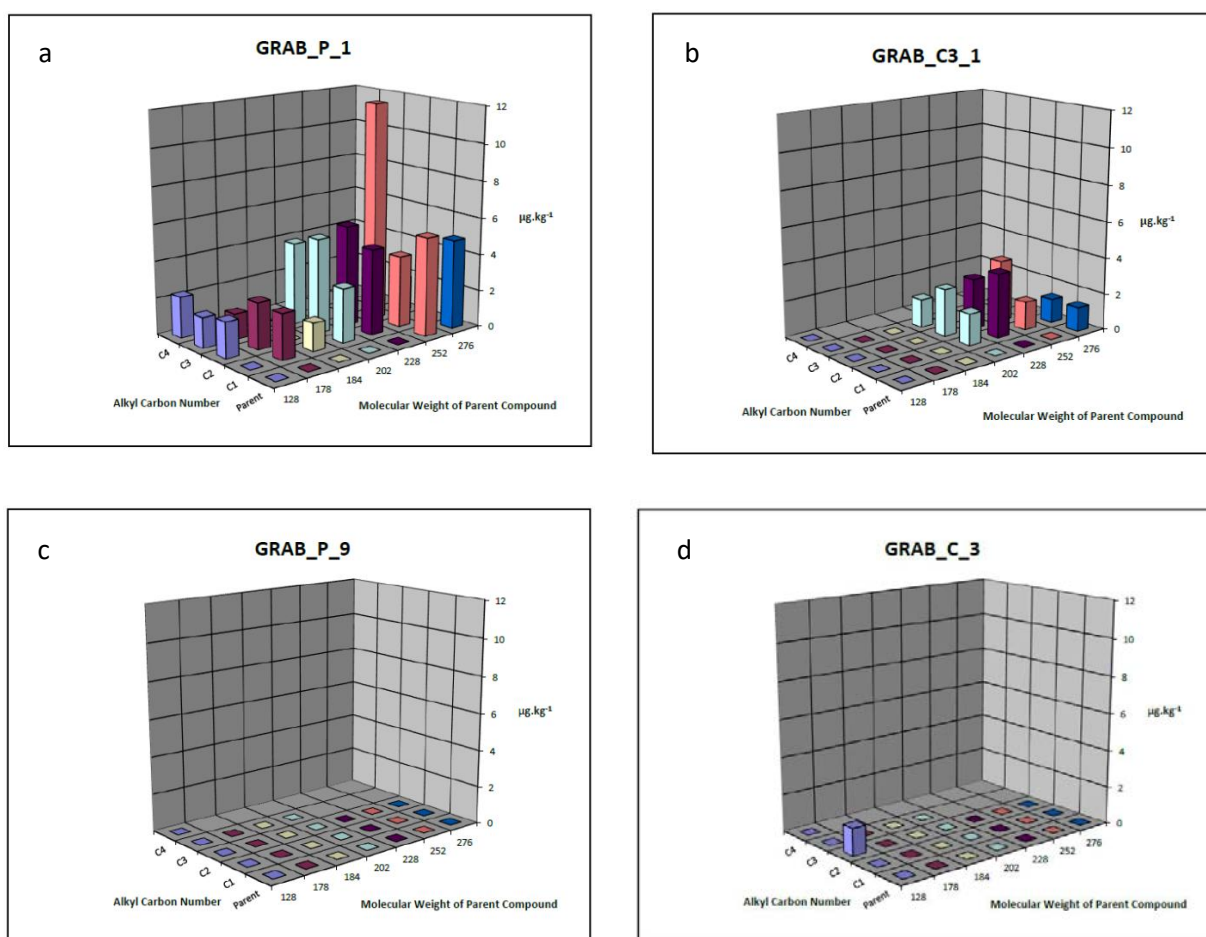 a
GRAB_P_1
12
10
8
6
4
2
0
µg.kg⁻¹
C4
C3
C2
C1
Parent
128
178
184
202
228
252
276
Alkyl Carbon Number
Molecular Weight of Parent Compound
b
GRAB_C3_1
12
10
8
6
4
2
0
µg.kg⁻¹
C4
C3
C2
C1
Parent
128
178
184
202
228
252
276
Alkyl Carbon Number
Molecular Weight of Parent Compound
c
GRAB_P_9
12
10
8
6
4
2
0
µg.kg⁻¹
C4
C3
C2
C1
Parent
128
178
184
202
228
252
276
Alkyl Carbon Number
Molecular Weight of Parent Compound
d
GRAB_C_3
12
10
8
6
4
2
0
µg.kg⁻¹
C4
C3
C2
C1
Parent
128
178
184
202
228
252
276
Alkyl Carbon Number
Molecular Weight of Parent Compound